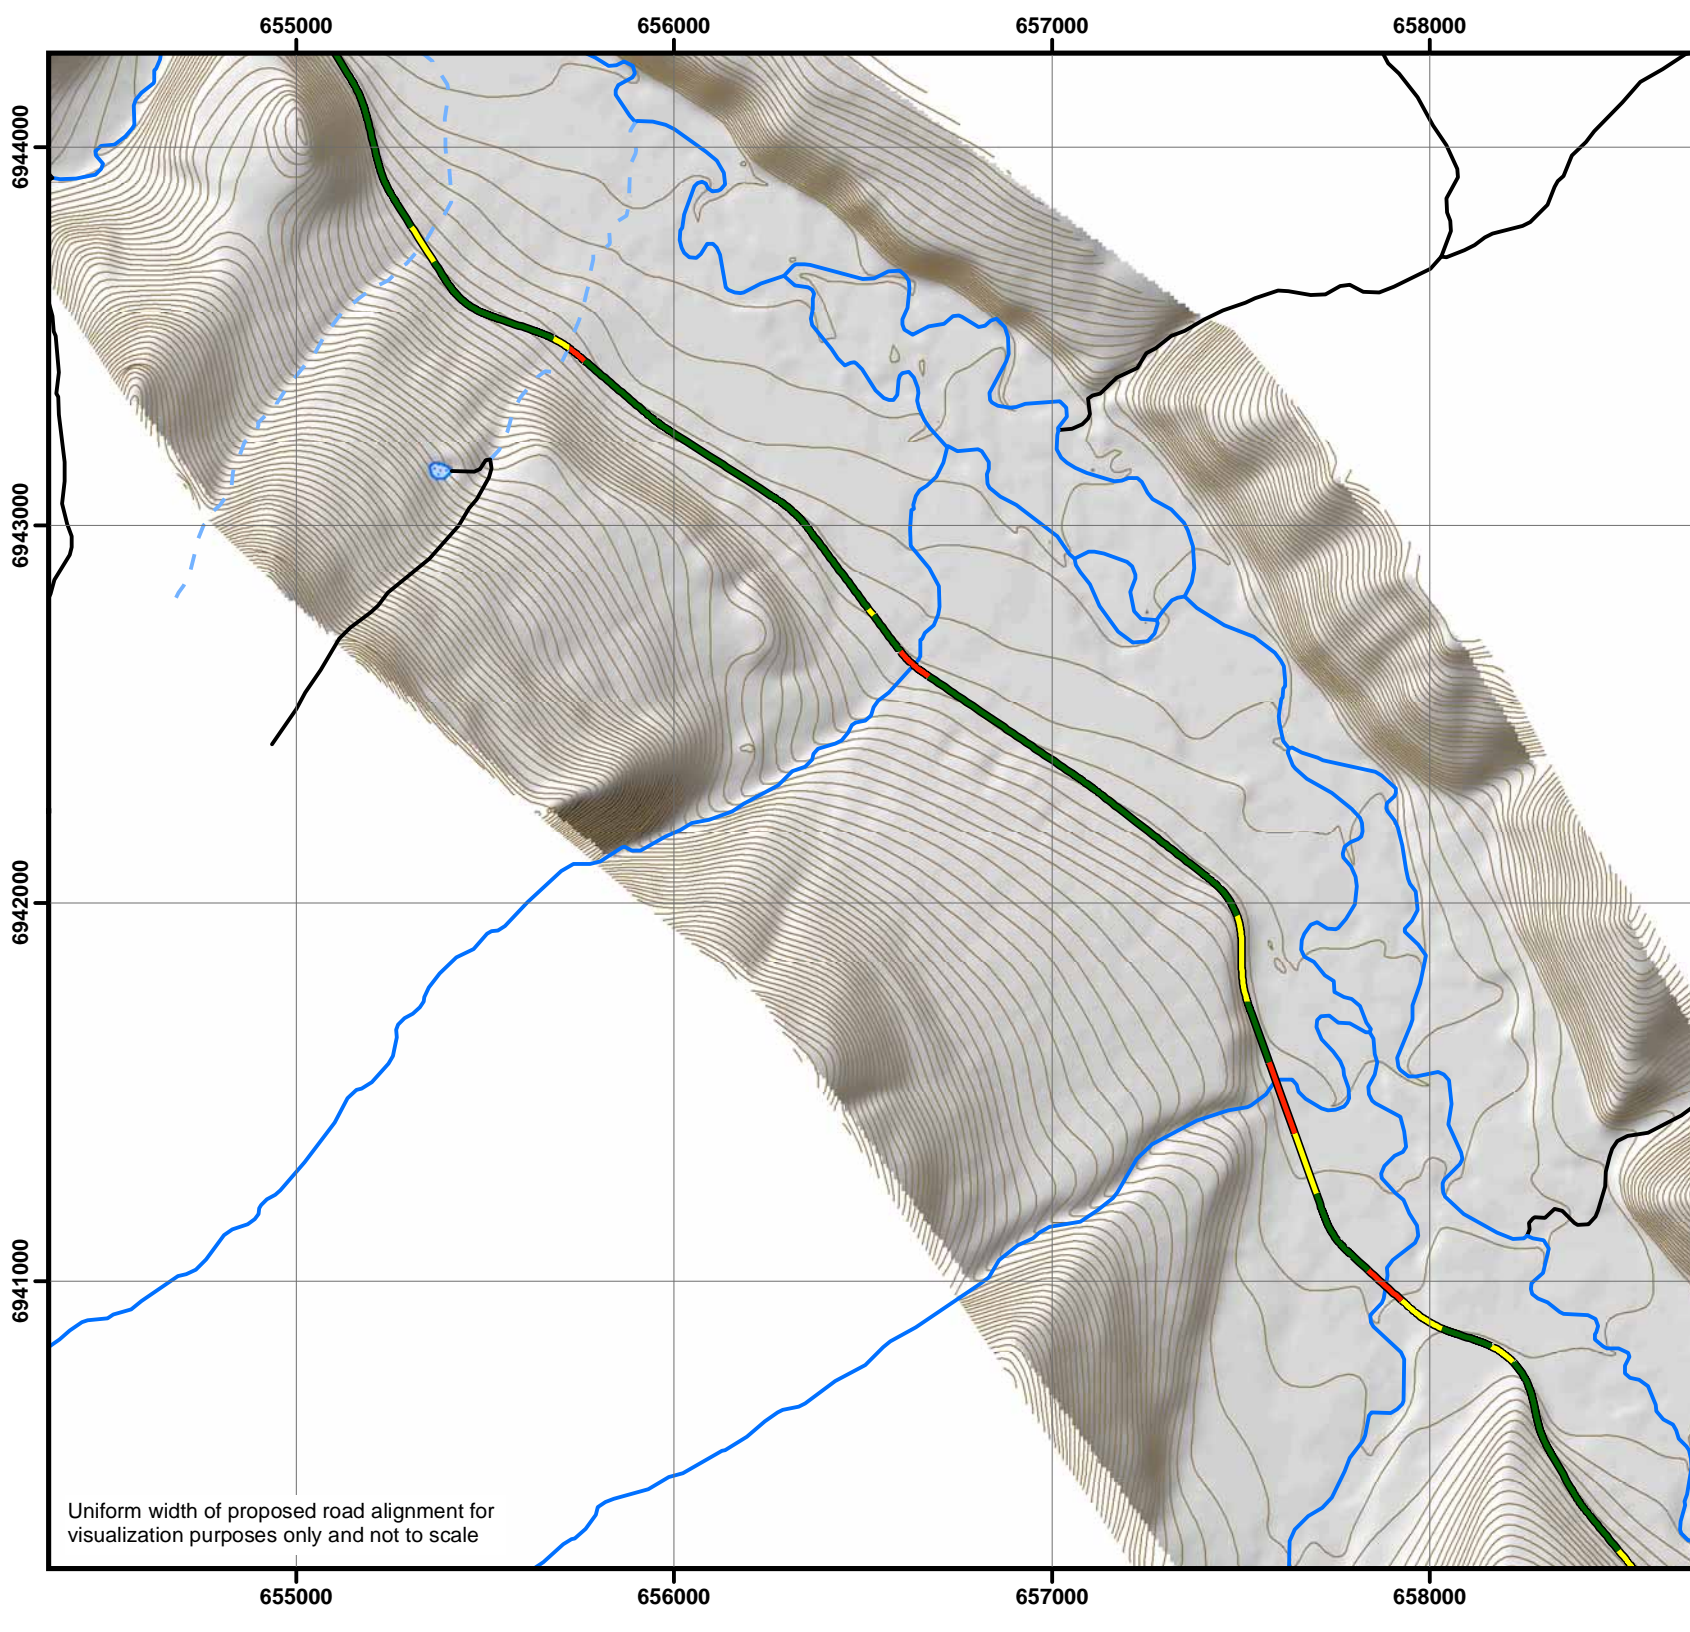 655000 656000 657000 658000
6944000
6943000
6942000
6941000
Uniform width of proposed road alignment for
visualization purposes only and not to scale
655000 656000 657000 658000